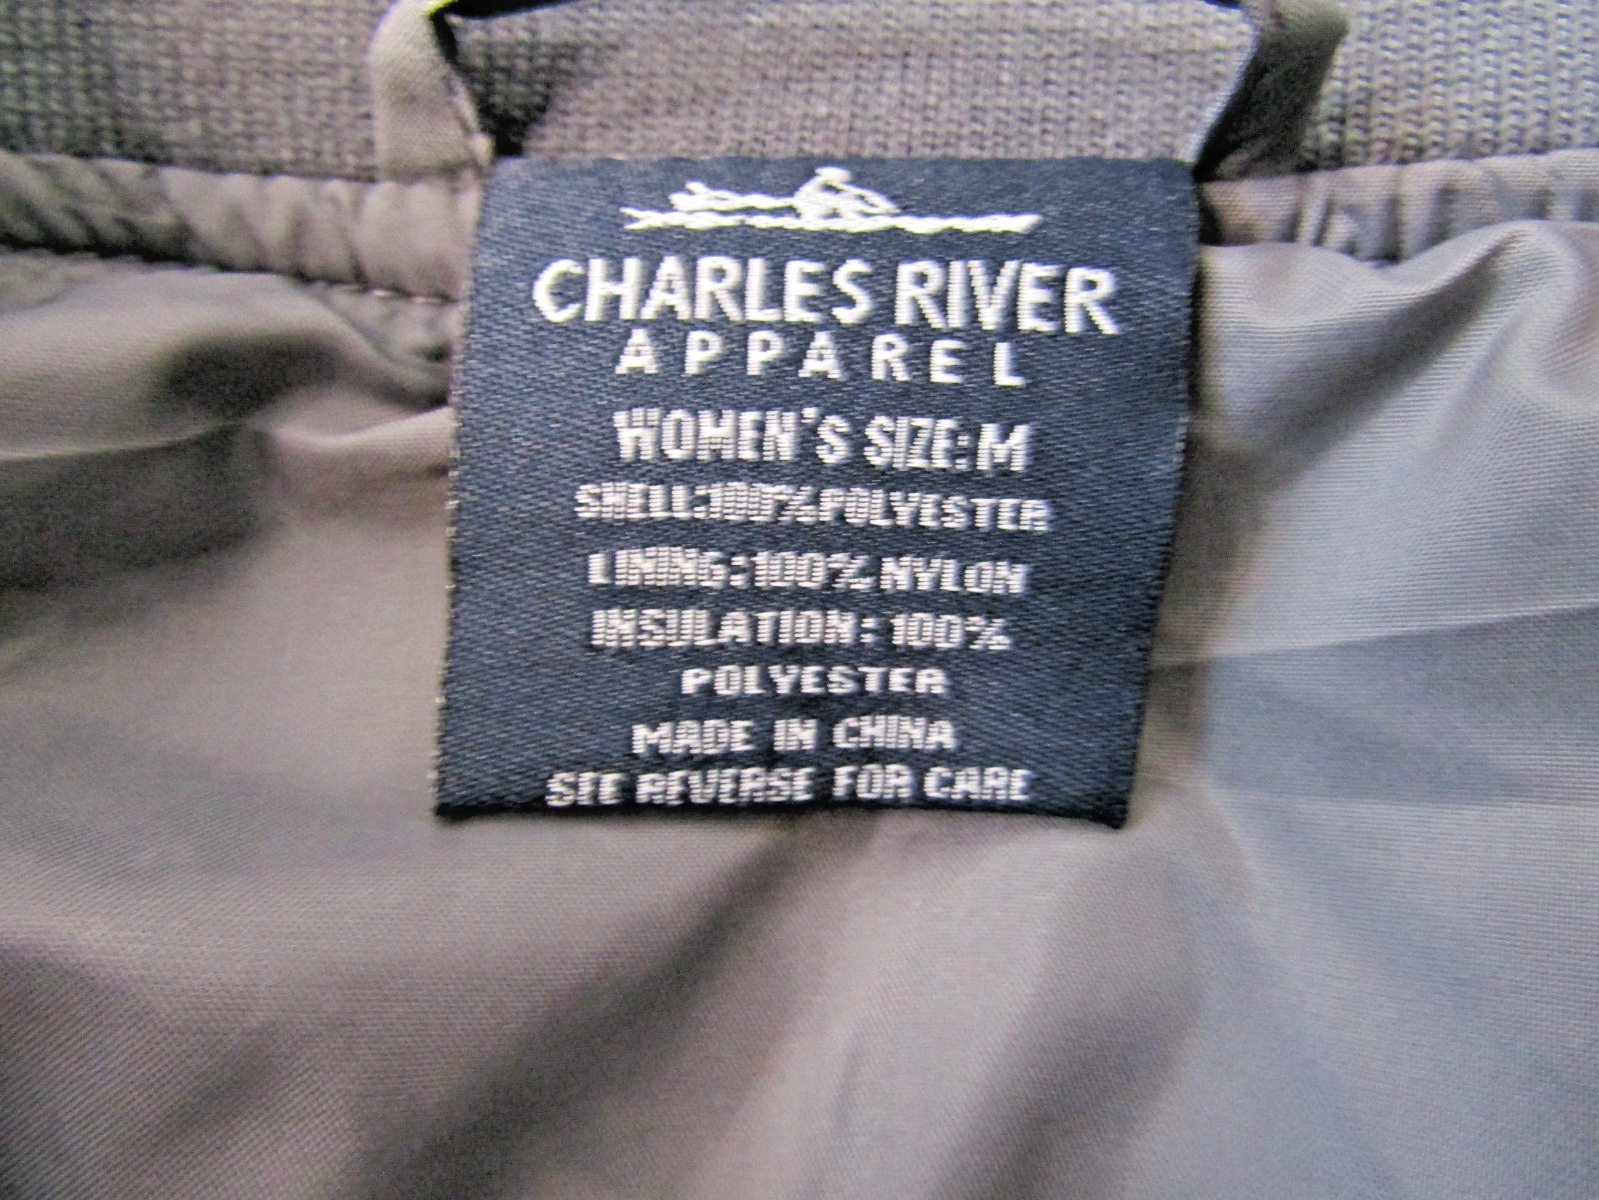 CHARLES RIVER
APPAREL
WOMEN'S SIZE: M
SHELL:100% POLYESTER
LINING:100% NYLON
INSULATION: 100%
POLYESTER
MADE IN CHINA
SEE REVERSE FOR CARE